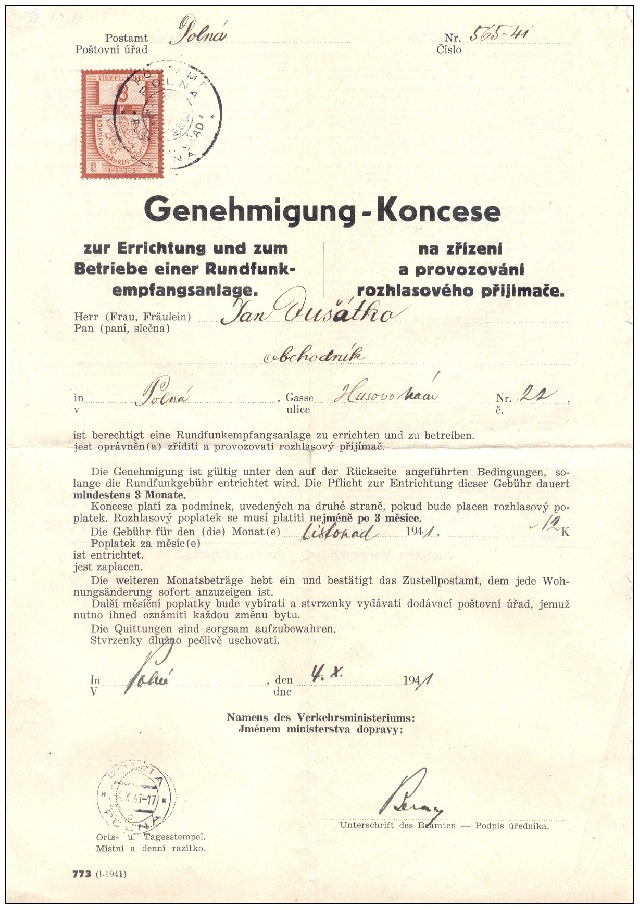 Postamt Polná Nr. 565-41
Poštovní úřad Číslo
Genehmigung-Koncese
zur Errichtung und zum
Betriebe einer Rundfunk-
empfangsanlage.
na zřízení
a provozování
rozhlasového přijímače.
Herr (Frau, Fräulein) Jan Dušátko
Pan (paní, slečna)
obchodník
in Polná, Gasse Husova Nr. 22,
v ulice č.
ist berechtigt eine Rundfunkempfangsanlage zu errichten und zu betreiben.
jest oprávněn(a) zříditi a provozovati rozhlasový přijímač.
Die Genehmigung ist gültig unter den auf der Rückseite angeführten Bedingungen, so-
lange die Rundfunkgebühr entrichtet wird. Die Pflicht zur Entrichtung dieser Gebühr dauert
mindestens 3 Monate.
Koncese platí za podmínek, uvedených na druhé straně, pokud bude placen rozhlasový po-
platek. Rozhlasový poplatek se musí platiti nejméně po 3 měsíce.
Die Gebühr für den (die) Monat(e) listopad 1941. -12 K
Poplatek za měsíc(e)
ist entrichtet.
jest zaplacen.
Die weiteren Monatsbeträge hebt ein und bestätigt das Zustellpostamt, dem jede Woh-
nungsänderung sofort anzuzeigen ist.
Další měsíční poplatky bude vybírati a stvrzenky vydávati dodávací poštovní úřad, jemuž
nutno ihned oznámiti každou změnu bytu.
Die Quittungen sind sorgsam aufzubewahren.
Stvrzenky dlužno pečlivě uschovati.
In Polné, den 4. X. 1941
V dne
Namens des Verkehrsministeriums:
Jménem ministerstva dopravy:
Unterschrift des Beamten — Podpis úředníka.
POLNA
Orts- u. Tagesstempel.
Místní a denní razítko.
773 (I-1941)